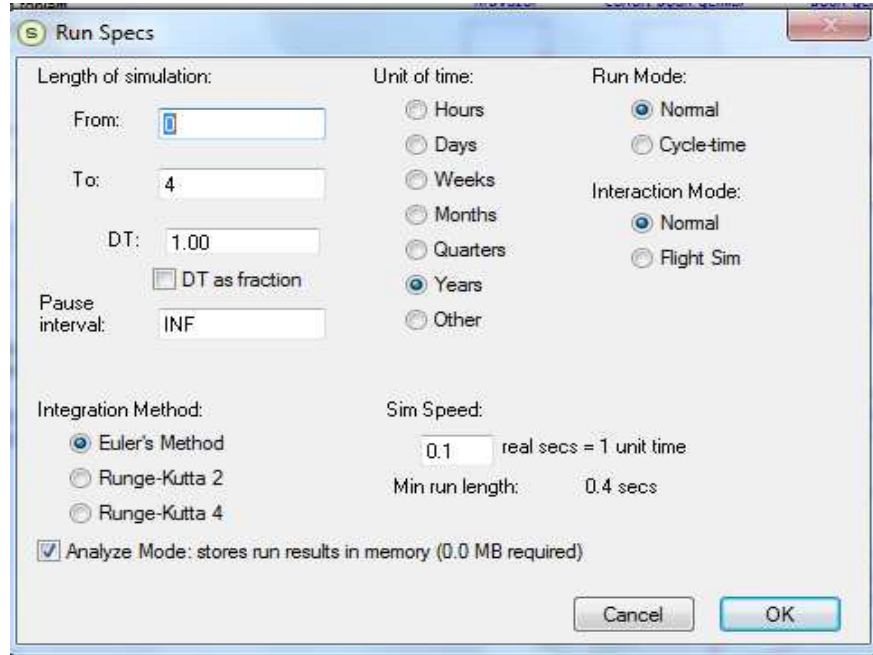 S Run Specs
Length of simulation:
From: 0
To: 4
DT: 1.00
DT as fraction
Pause
interval: INF
Unit of time:
Hours
Days
Weeks
Months
Quarters
Years
Other
Run Mode:
Normal
Cycle-time
Interaction Mode:
Normal
Flight Sim
Integration Method:
Euler's Method
Runge-Kutta 2
Runge-Kutta 4
Sim Speed:
0.1 real secs = 1 unit time
Min run length: 0.4 secs
Analyze Mode: stores run results in memory (0.0 MB required)
Cancel OK